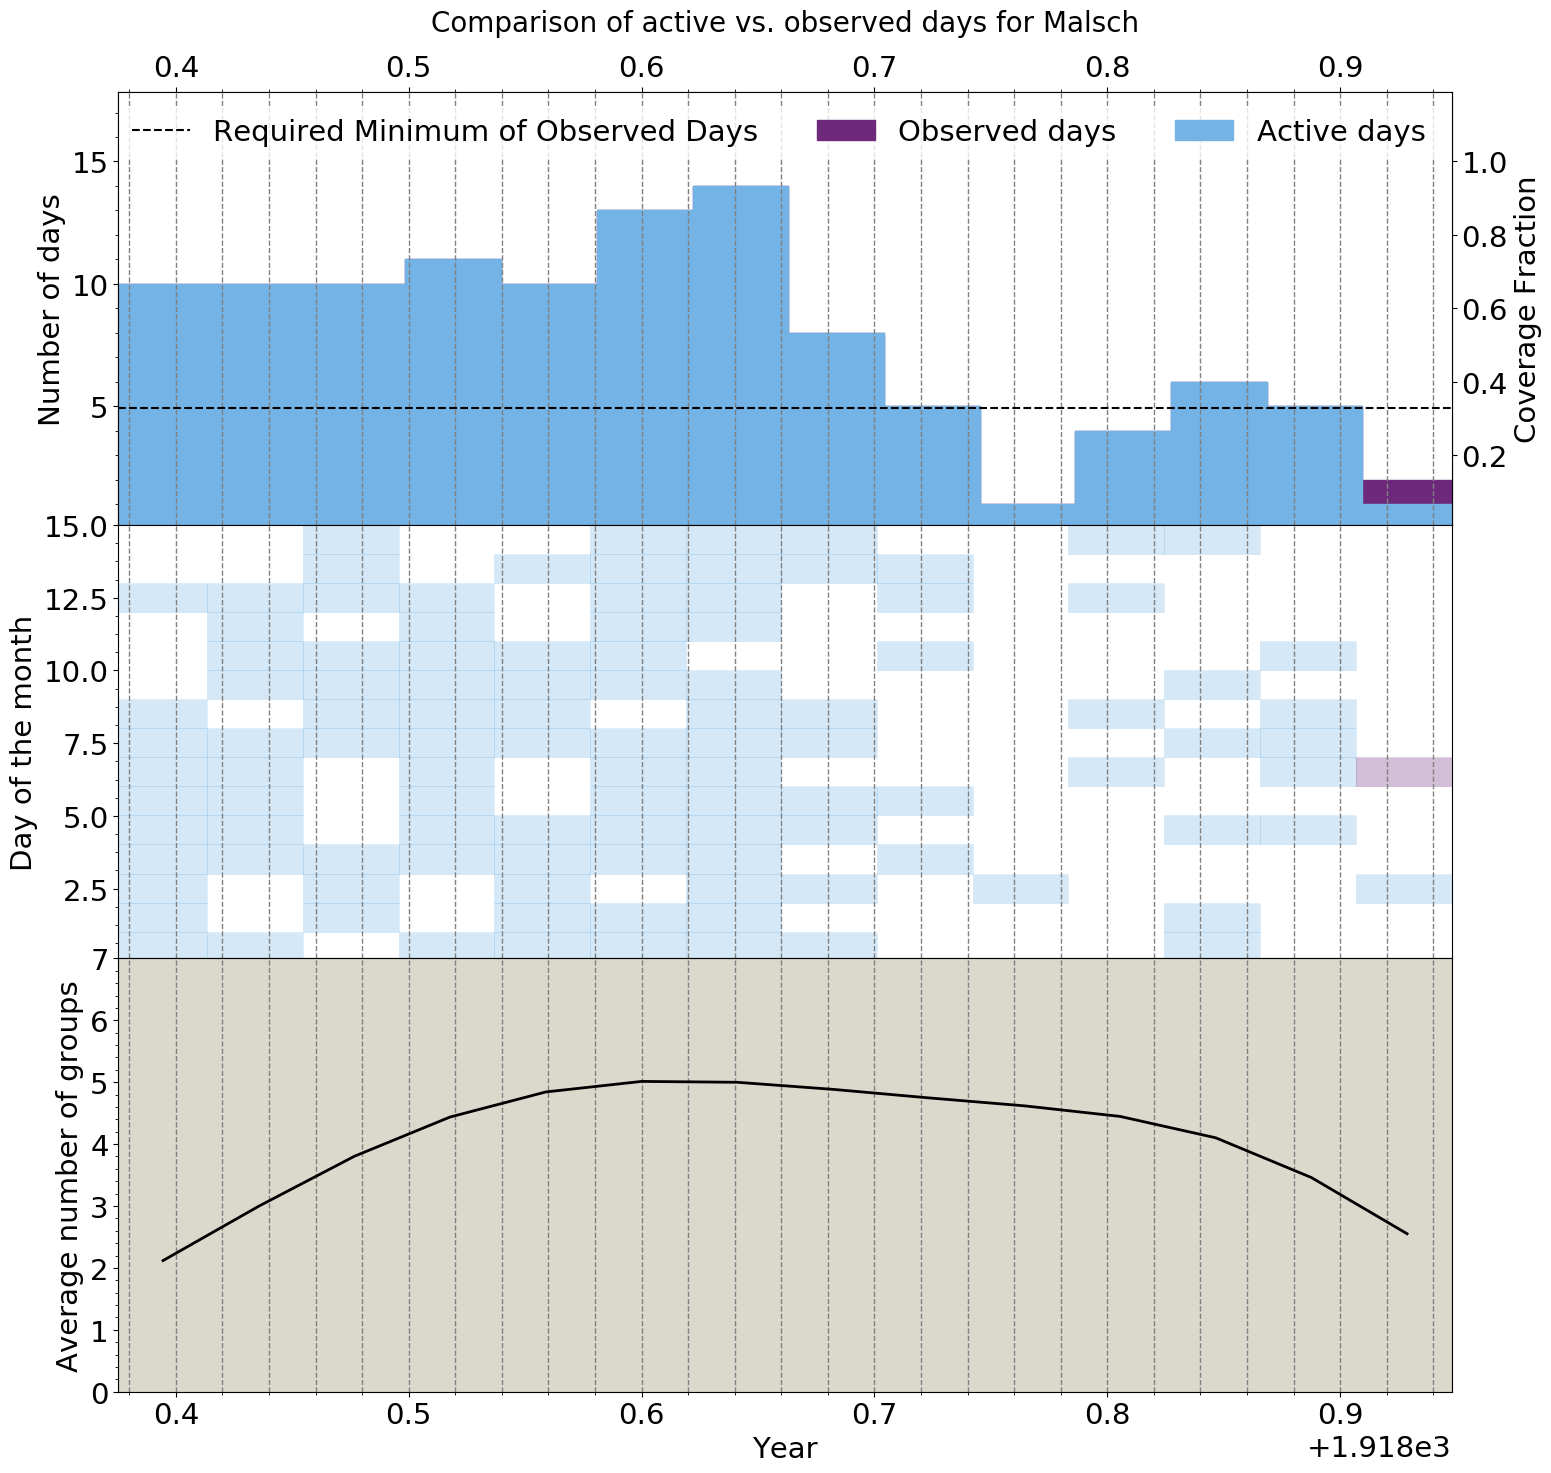 Comparison of active vs. observed days for Malsch
0.4 0.5 0.6 0.7 0.8 0.9
Required Minimum of Observed Days Observed days Active days
Number of days
15
10
5
Coverage Fraction
1.0
0.8
0.6
0.4
0.2
Day of the month
15.0
12.5
10.0
7.5
5.0
2.5
Average number of groups
7
6
5
4
3
2
1
0
0.4 0.5 0.6 0.7 0.8 0.9
Year
+1.918e3